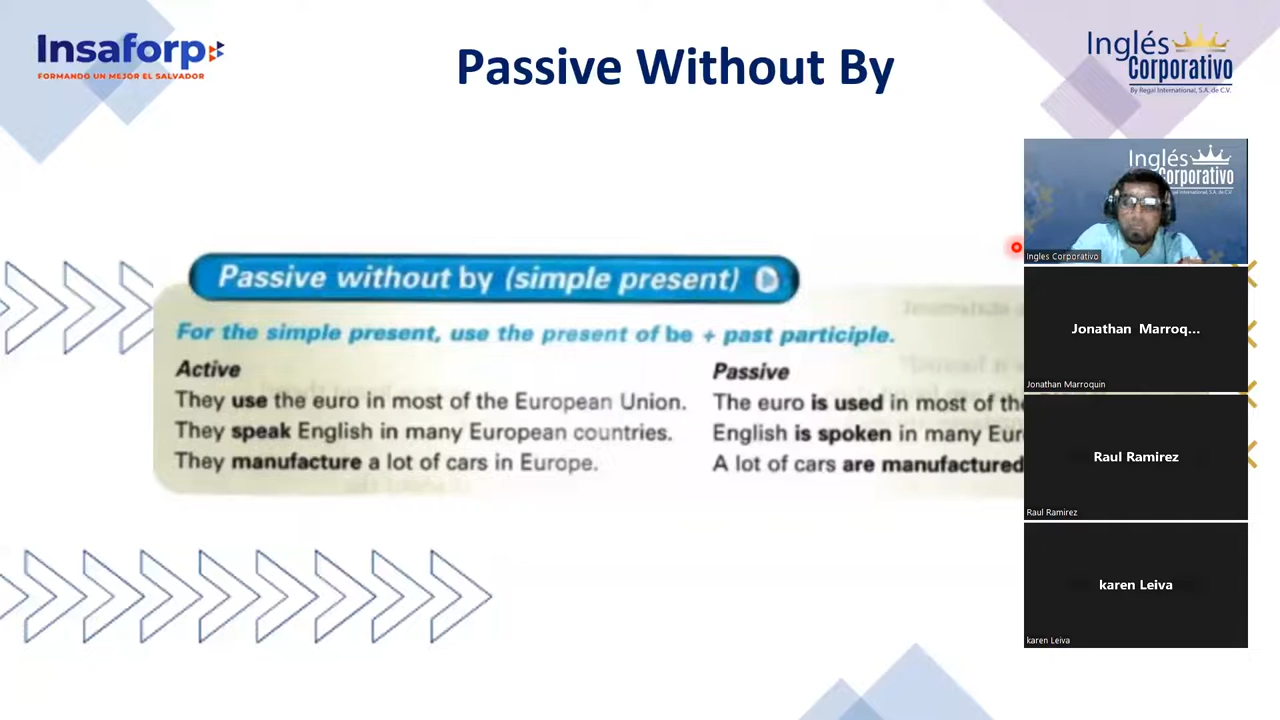 Insaforp
FORMANDO UN MEJOR EL SALVADOR
Passive Without By
Inglés
Corporativo
By Regal International, S.A. de C.V.
Passive without by (simple present)
For the simple present, use the present of be + past participle.
Active
They use the euro in most of the European Union.
They speak English in many European countries.
They manufacture a lot of cars in Europe.
Passive
The euro is used in most of the
English is spoken in many Eur
A lot of cars are manufactured
Inglés
Corporativo
Ingles Corporativo
Jonathan Marroq...
Jonathan Marroquin
Raul Ramirez
Raul Ramirez
karen Leiva
karen Leiva